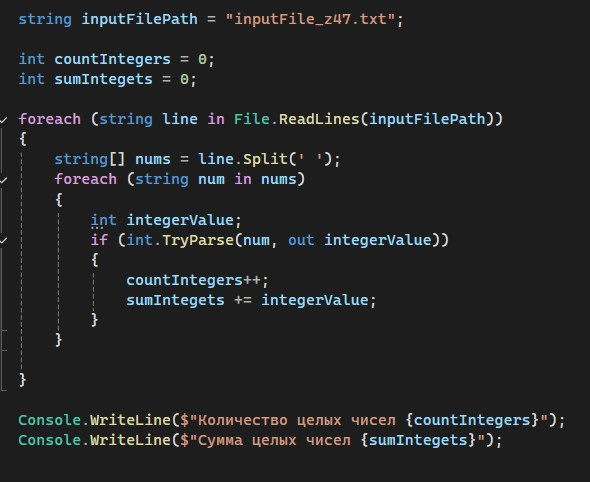 string inputFilePath = "inputFile_z47.txt";
int countIntegers = 0;
int sumIntegets = 0;
foreach (string line in File.ReadLines(inputFilePath))
{
string[] nums = line.Split(' ');
foreach (string num in nums)
{
int integerValue;
if (int.TryParse(num, out integerValue))
{
countIntegers++;
sumIntegets += integerValue;
}
}
}
Console.WriteLine($"Количество целых чисел {countIntegers}");
Console.WriteLine($"Сумма целых чисел {sumIntegets}");